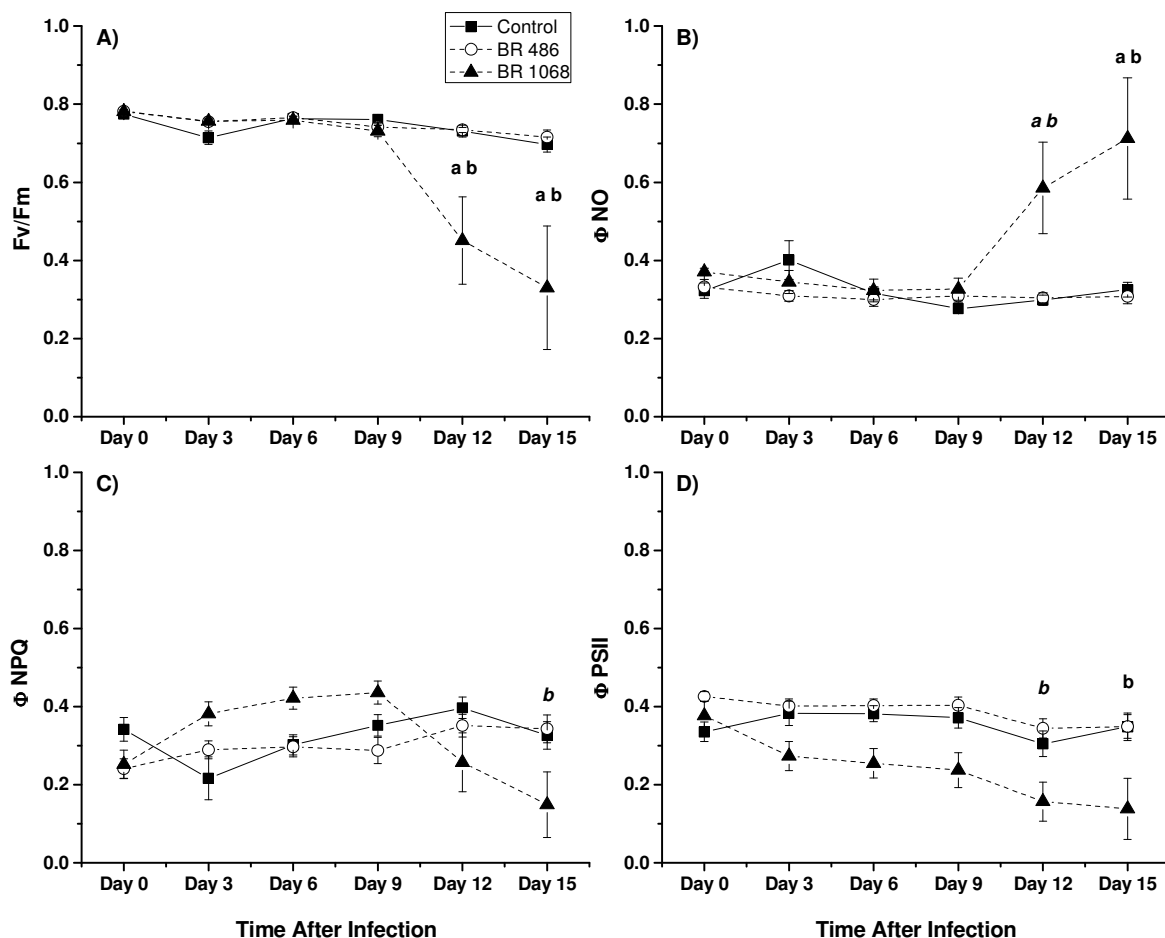 A)
Control
BR 486
BR 1068
1.0
0.8
0.6
0.4
0.2
0.0
Fv/Fm
a b
a b
Day 0 Day 3 Day 6 Day 9 Day 12 Day 15
B)
1.0
0.8
0.6
0.4
0.2
0.0
Φ NO
a b
a b
Day 0 Day 3 Day 6 Day 9 Day 12 Day 15
C)
1.0
0.8
0.6
0.4
0.2
0.0
Φ NPQ
b
Day 0 Day 3 Day 6 Day 9 Day 12 Day 15
Time After Infection
D)
1.0
0.8
0.6
0.4
0.2
0.0
Φ PSII
b
b
Day 0 Day 3 Day 6 Day 9 Day 12 Day 15
Time After Infection